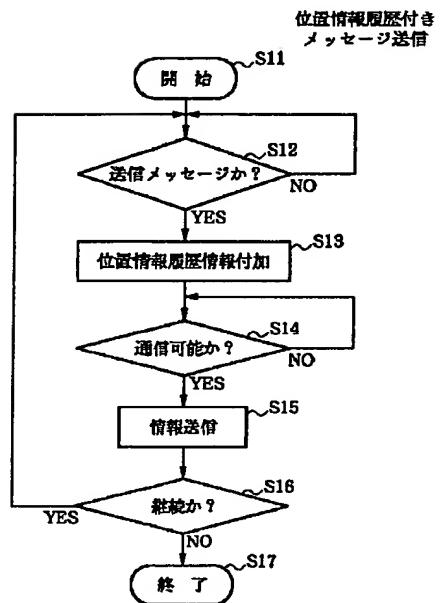 位置情報履歴付き
メッセージ送信
S11
開 始
S12
送信メッセージか?
NO
YES
S13
位置情報履歴情報付加
S14
通信可能か?
NO
YES
S15
情報送信
S16
継続か?
YES
NO
S17
終 了